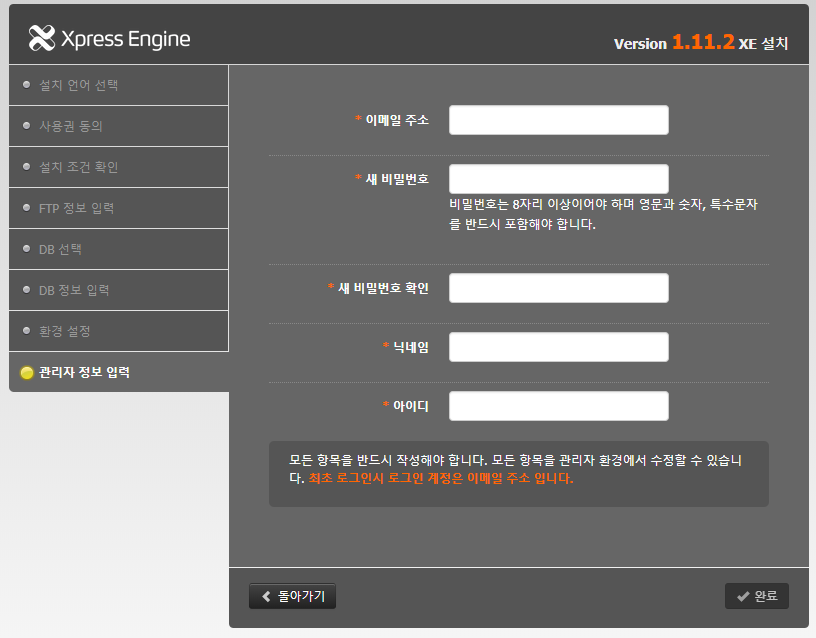 Xpress Engine
Version 1.11.2 XE 설치
설치 언어 선택
사용권 동의
설치 조건 확인
FTP 정보 입력
DB 선택
DB 정보 입력
환경 설정
관리자 정보 입력
* 이메일 주소
* 새 비밀번호
비밀번호는 8자리 이상이어야 하며 영문과 숫자, 특수문자
를 반드시 포함해야 합니다.
* 새 비밀번호 확인
* 닉네임
* 아이디
모든 항목을 반드시 작성해야 합니다. 모든 항목을 관리자 환경에서 수정할 수 있습니
다. 최초 로그인시 로그인 계정은 이메일 주소 입니다.
돌아가기
완료